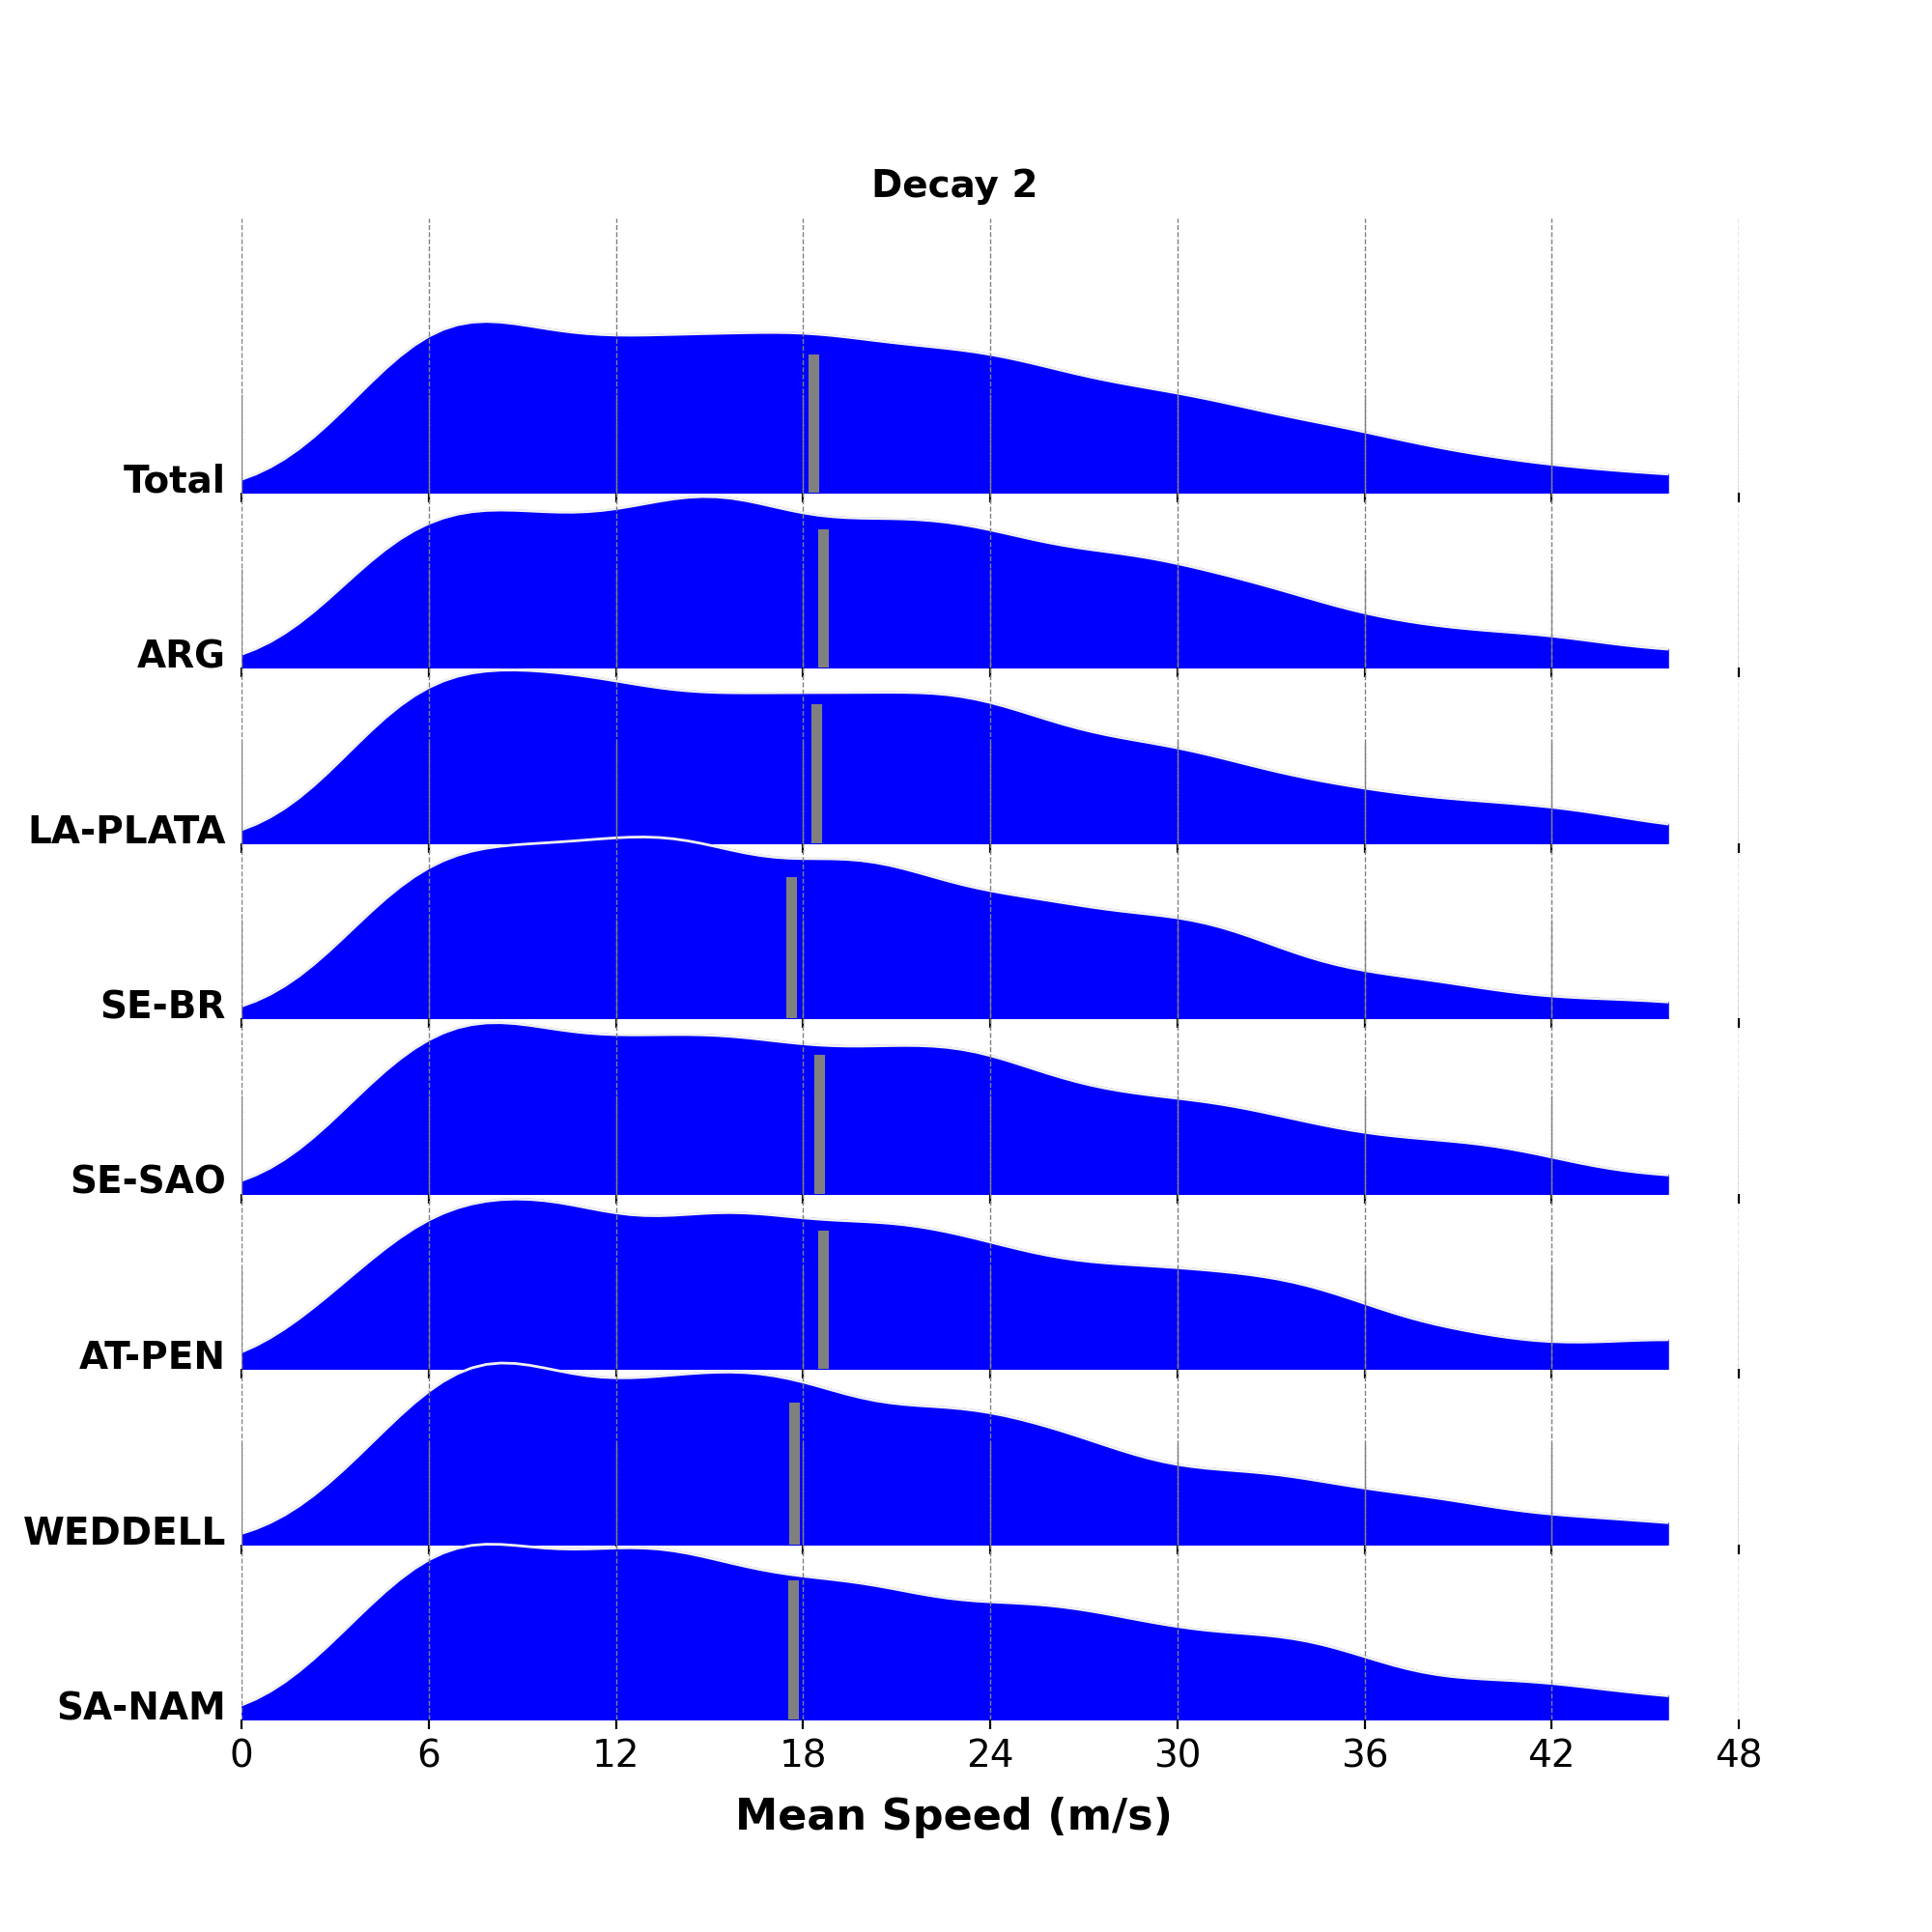 Decay 2
Total
ARG
LA-PLATA
SE-BR
SE-SAO
AT-PEN
WEDDELL
SA-NAM
0 6 12 18 24 30 36 42 48
Mean Speed (m/s)